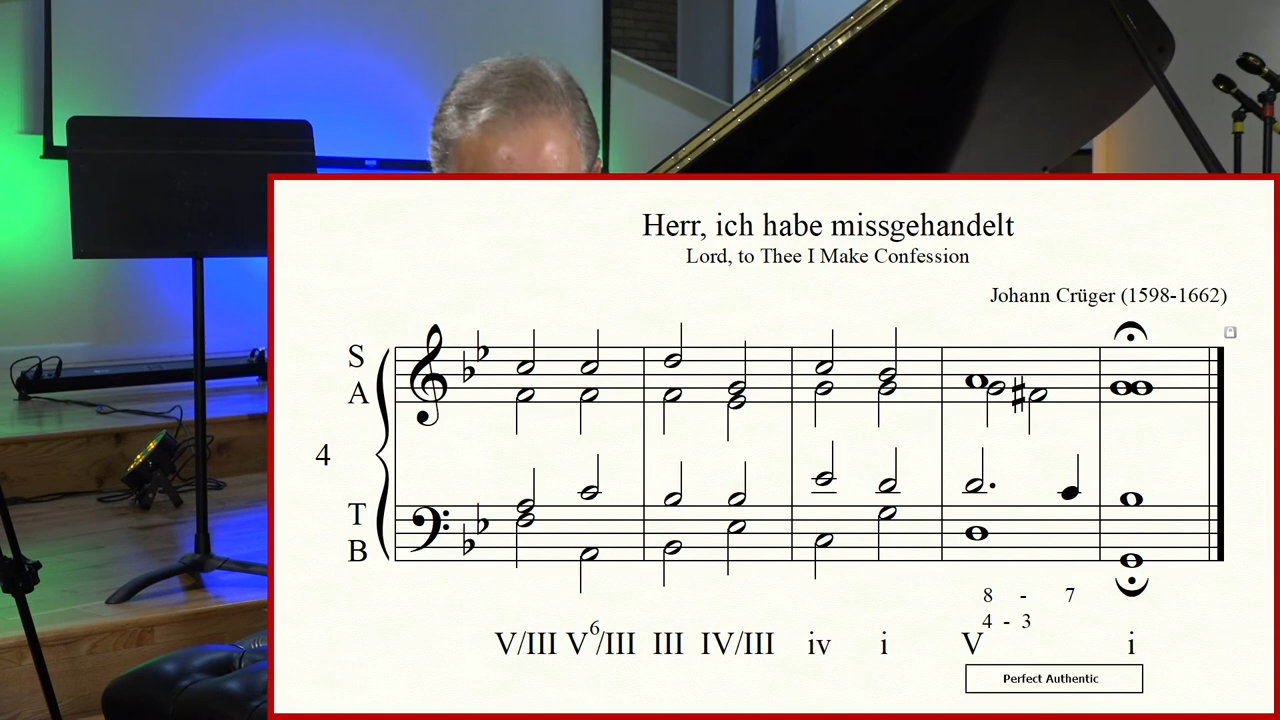 Herr, ich habe missgehandelt
Lord, to Thee I Make Confession
Johann Crüger (1598-1662)
S
A
4
T
B
8 - 7
4 - 3
V/III V6/III III IV/III iv i V i
Perfect Authentic